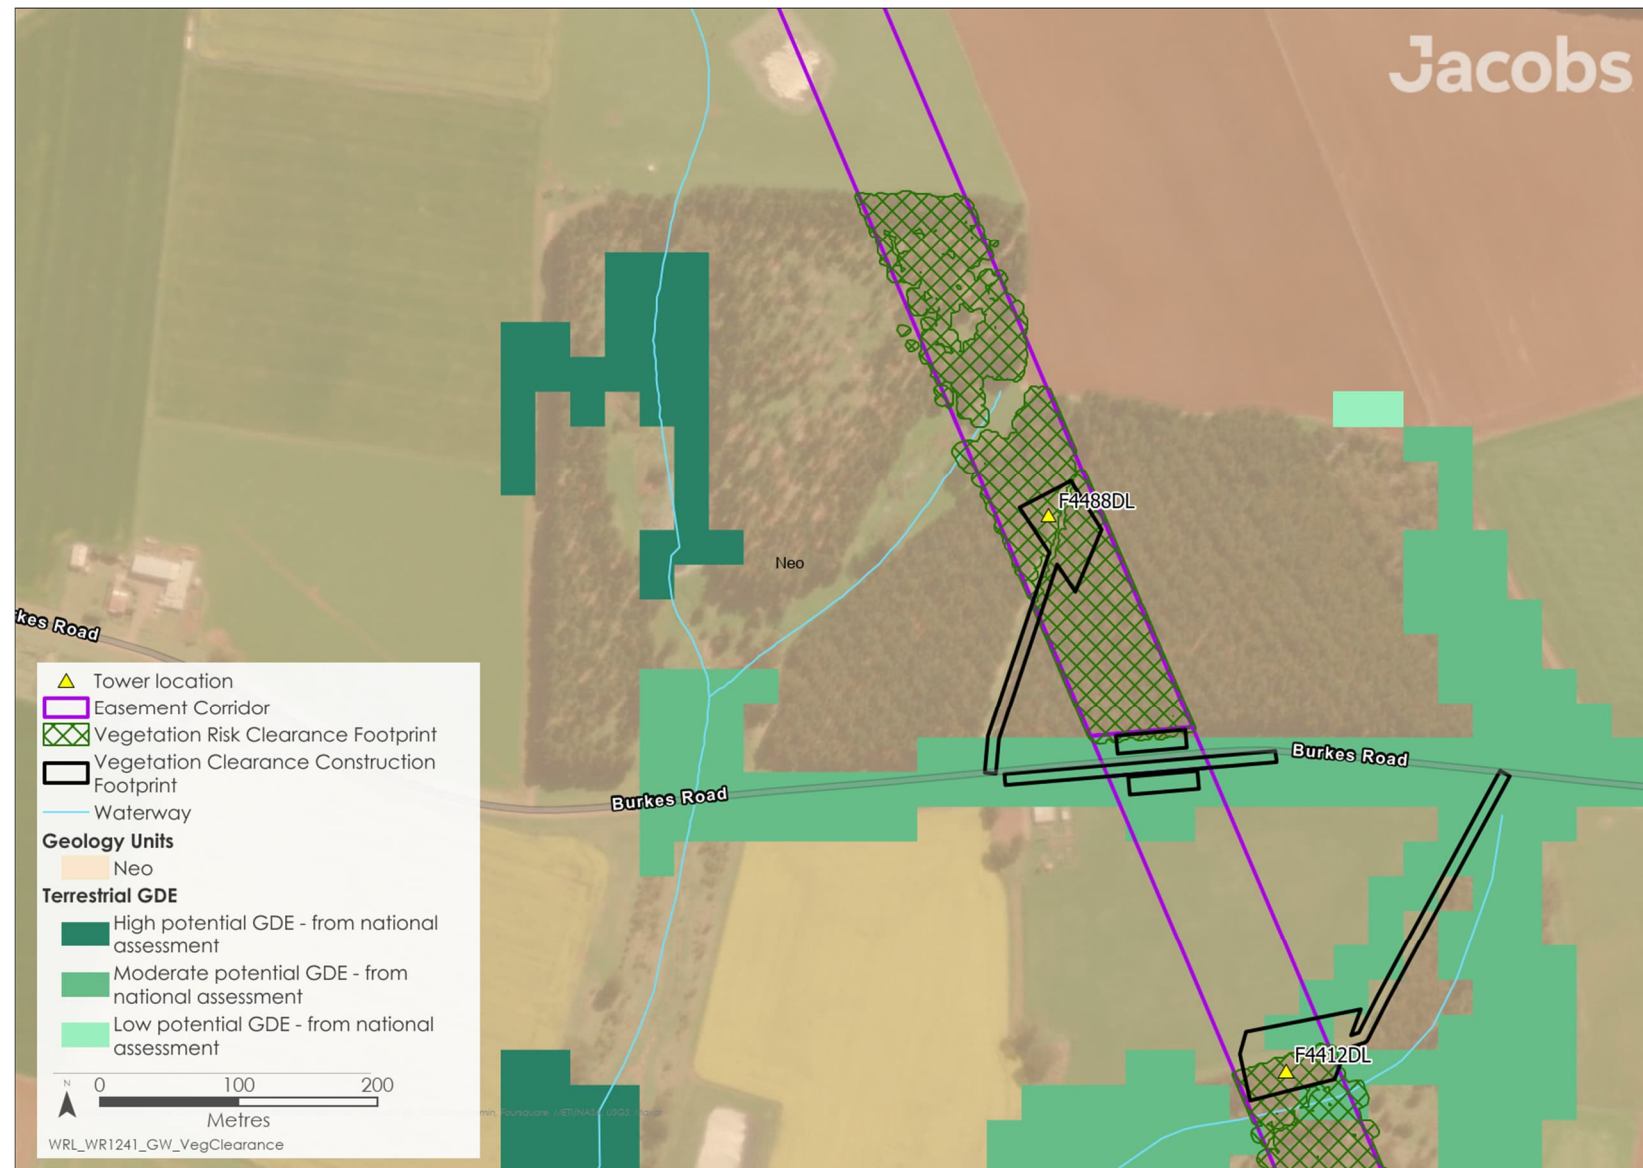 Jacobs
F4488DL
Neo
kes Road
Burkes Road
Burkes Road
F4412DL
Tower location
Easement Corridor
Vegetation Risk Clearance Footprint
Vegetation Clearance Construction
Footprint
Waterway
Geology Units
Neo
Terrestrial GDE
High potential GDE - from national
assessment
Moderate potential GDE - from
national assessment
Low potential GDE - from national
assessment
N
0 100 200
Metres
WRL_WR1241_GW_VegClearance